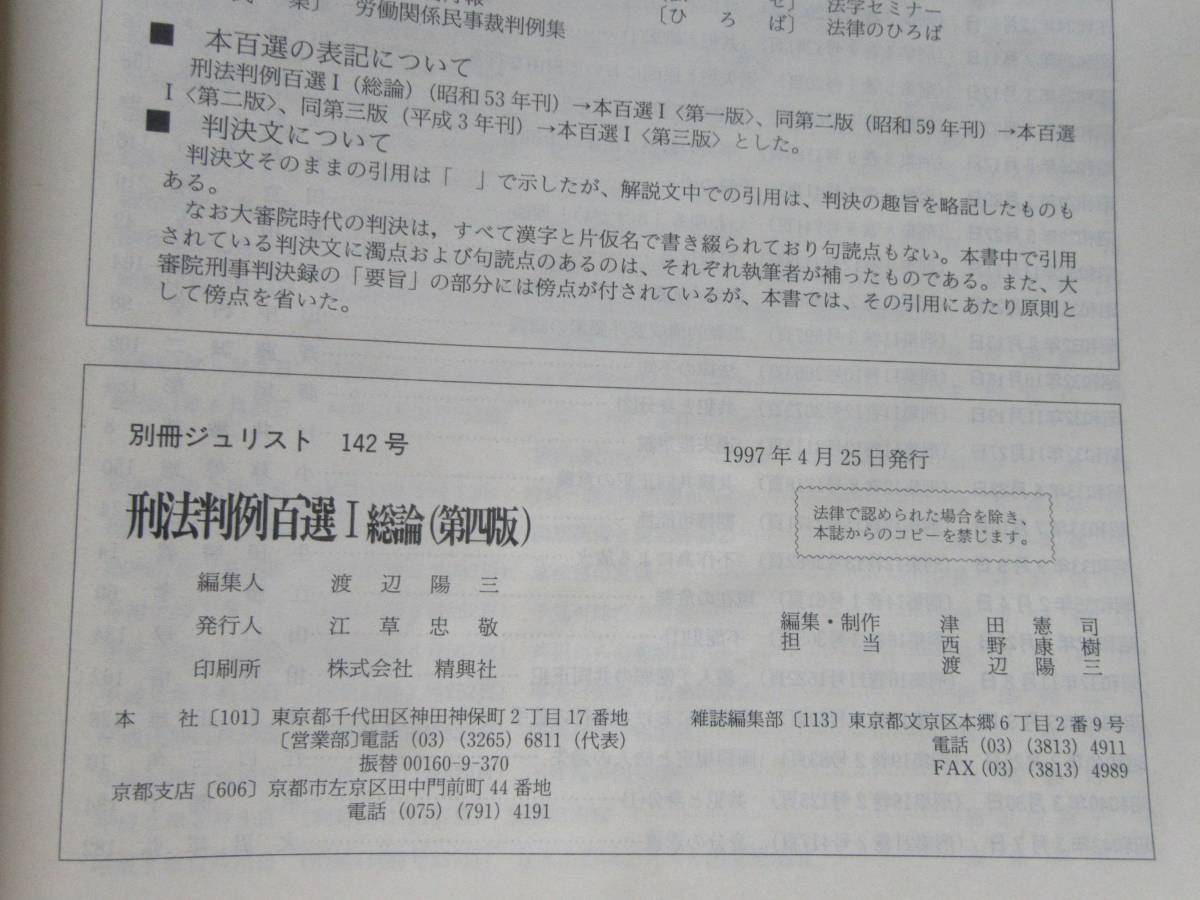 労働関係民事裁判例集
法学セミナー
〔ひ　ろ　ば〕　法律のひろば
■　本百選の表記について
刑法判例百選Ⅰ（総論）（昭和53年刊）→本百選Ⅰ〈第一版〉、同第二版（昭和59年刊）→本百選
Ⅰ〈第二版〉、同第三版（平成3年刊）→本百選Ⅰ〈第三版〉とした。
■　判決文について
判決文そのままの引用は「　」で示したが、解説文中での引用は、判決の趣旨を略記したものも
ある。
なお大審院時代の判決は，すべて漢字と片仮名で書き綴られており句読点もない。本書中で引用
されている判決文に濁点および句読点のあるのは、それぞれ執筆者が補ったものである。また、大
審院刑事判決録の「要旨」の部分には傍点が付されているが、本書では、その引用にあたり原則と
して傍点を省いた。
別冊ジュリスト　142号
1997年4月25日発行
刑法判例百選Ⅰ総論（第四版）
法律で認められた場合を除き、
本誌からのコピーを禁じます。
編集人　渡辺陽三
発行人　江草忠敬
印刷所　株式会社 精興社
編集・制作　津田憲司
担当　西野康樹
渡辺陽三
本　社〔101〕東京都千代田区神田神保町2丁目17番地
〔営業部〕電話（03）（3265）6811（代表）
振替 00160-9-370
京都支店〔606〕京都市左京区田中門前町44番地
電話（075）（791）4191
雑誌編集部〔113〕東京都文京区本郷6丁目2番9号
電話（03）（3813）4911
FAX（03）（3813）4989